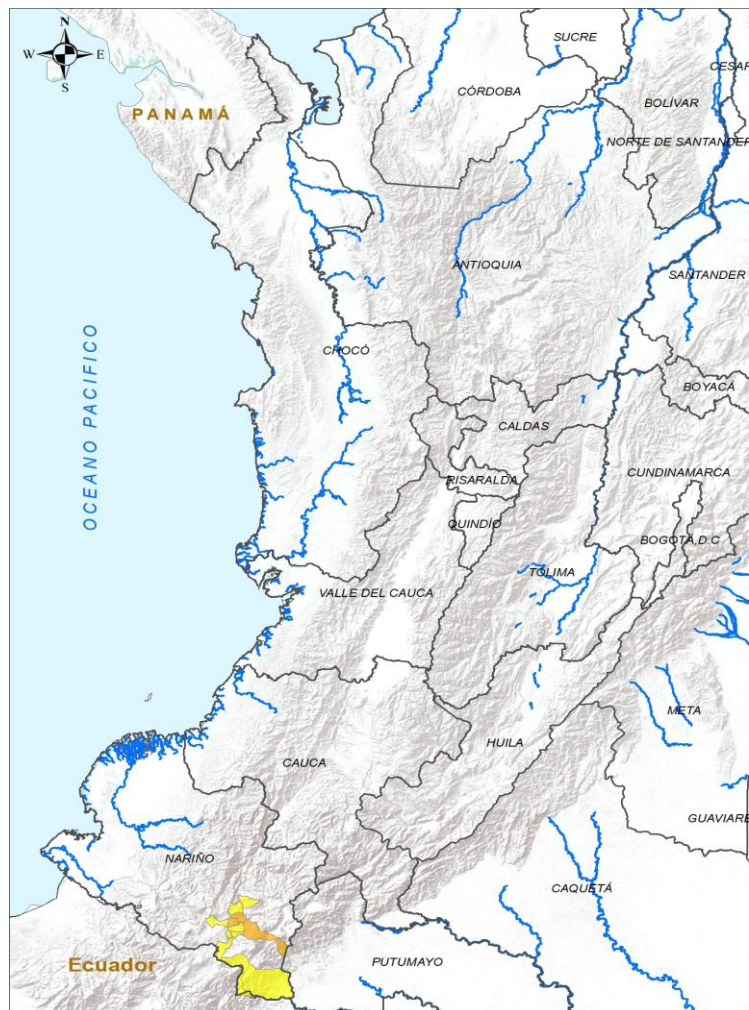 N
W E
S
PANAMÁ
SUCRE
CESAR
CÓRDOBA
BOLÍVAR
NORTE DE SANTANDER
ANTIOQUIA
SANTANDER
CHOCÓ
BOYACÁ
CALDAS
CUNDINAMARCA
RISARALDA
QUINDÍO
BOGOTÁ,D.C
TOLIMA
VALLE DEL CAUCA
OCEANO PACIFICO
META
HUILA
CAUCA
GUAVIARE
NARIÑO
CAQUETÁ
PUTUMAYO
Ecuador